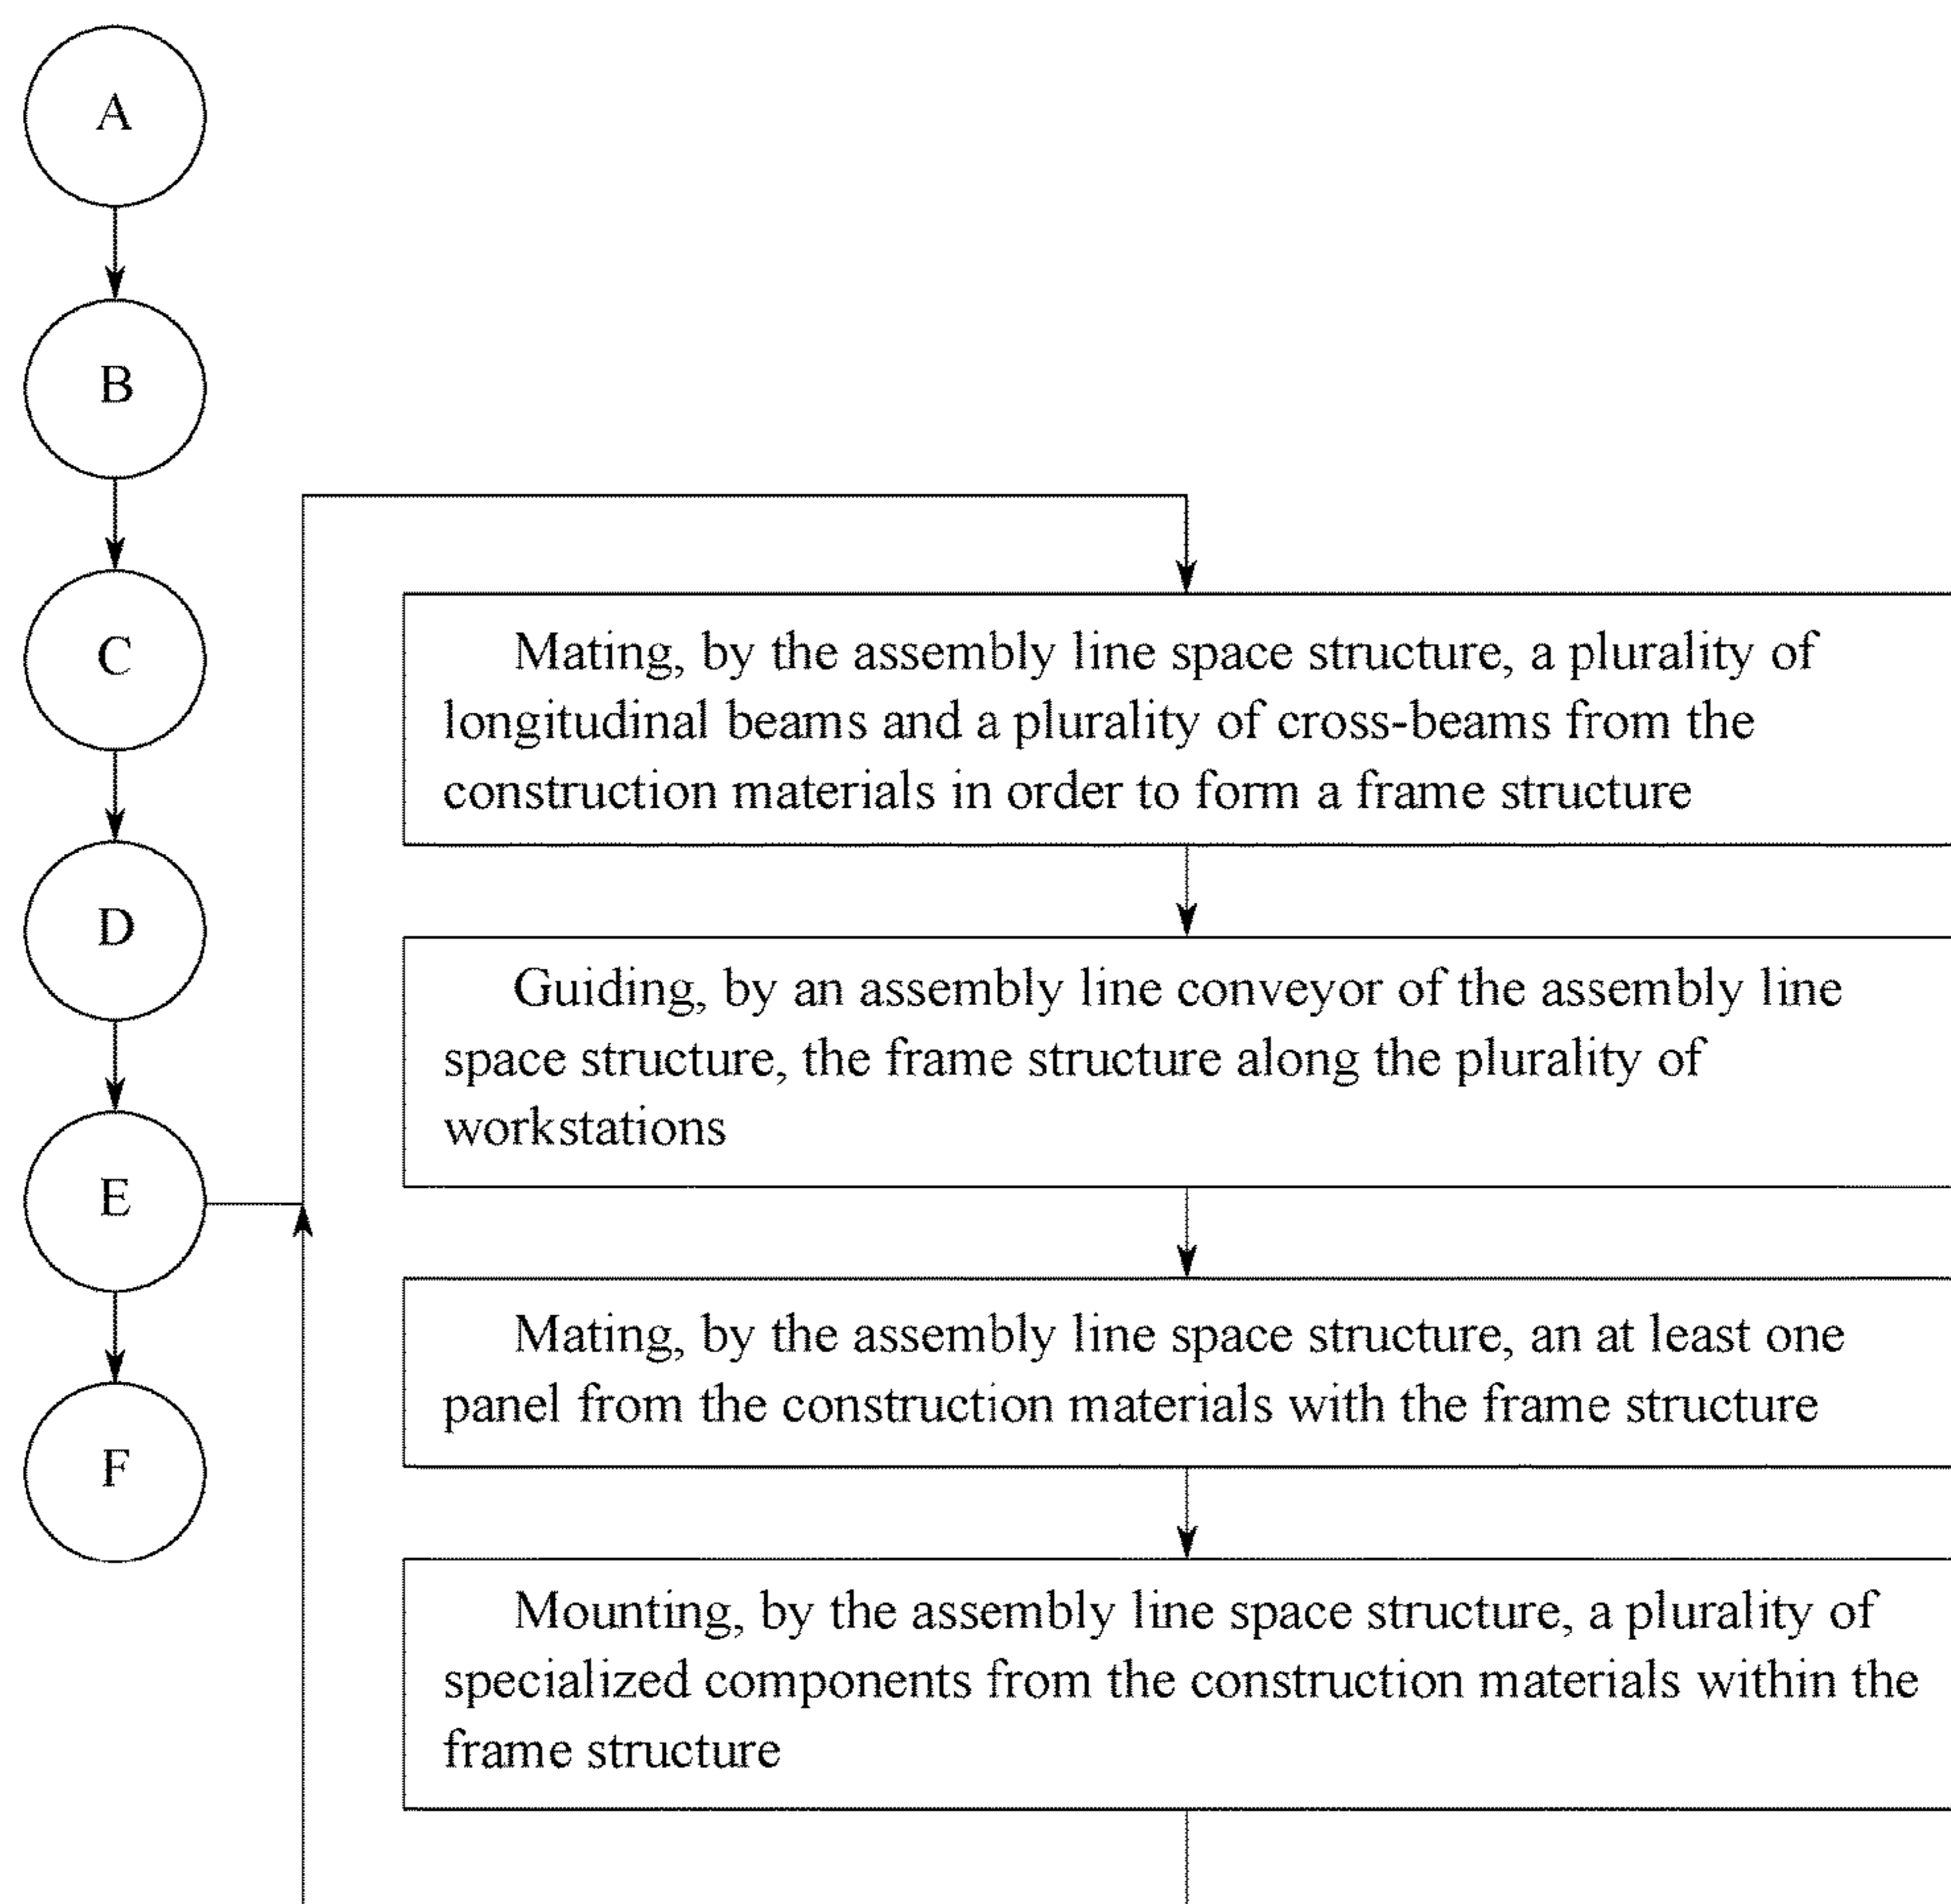 A
B
C
D
E
F
Mating, by the assembly line space structure, a plurality of
longitudinal beams and a plurality of cross-beams from the
construction materials in order to form a frame structure
Guiding, by an assembly line conveyor of the assembly line
space structure, the frame structure along the plurality of
workstations
Mating, by the assembly line space structure, an at least one
panel from the construction materials with the frame structure
Mounting, by the assembly line space structure, a plurality of
specialized components from the construction materials within the
frame structure